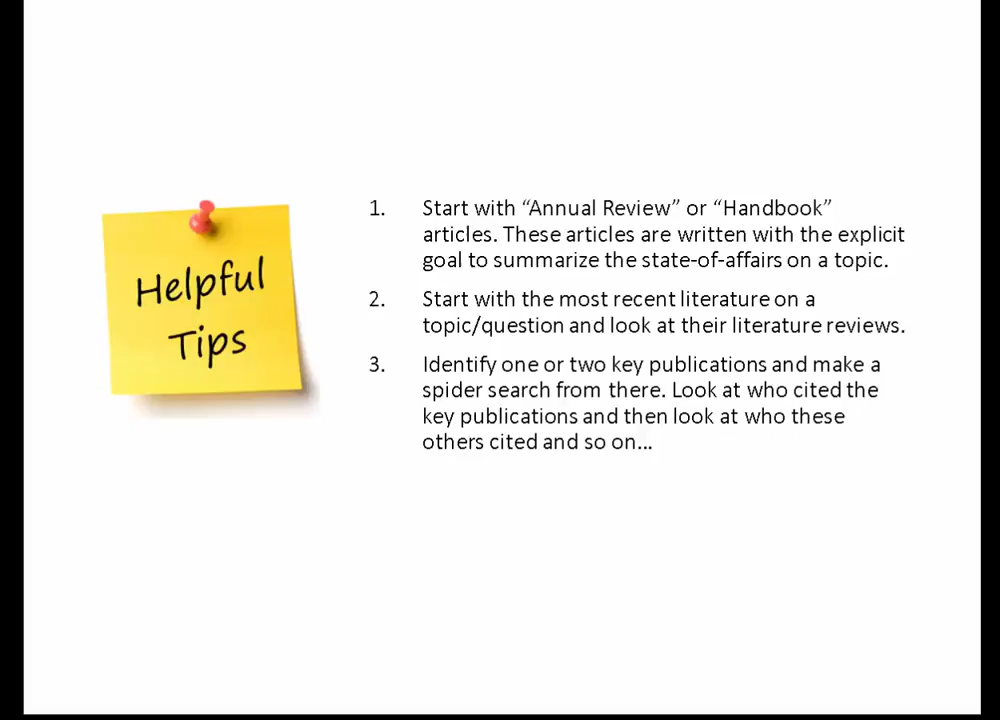 Helpful
Tips
1. Start with “Annual Review” or “Handbook”
articles. These articles are written with the explicit
goal to summarize the state-of-affairs on a topic.
2. Start with the most recent literature on a
topic/question and look at their literature reviews.
3. Identify one or two key publications and make a
spider search from there. Look at who cited the
key publications and then look at who these
others cited and so on...